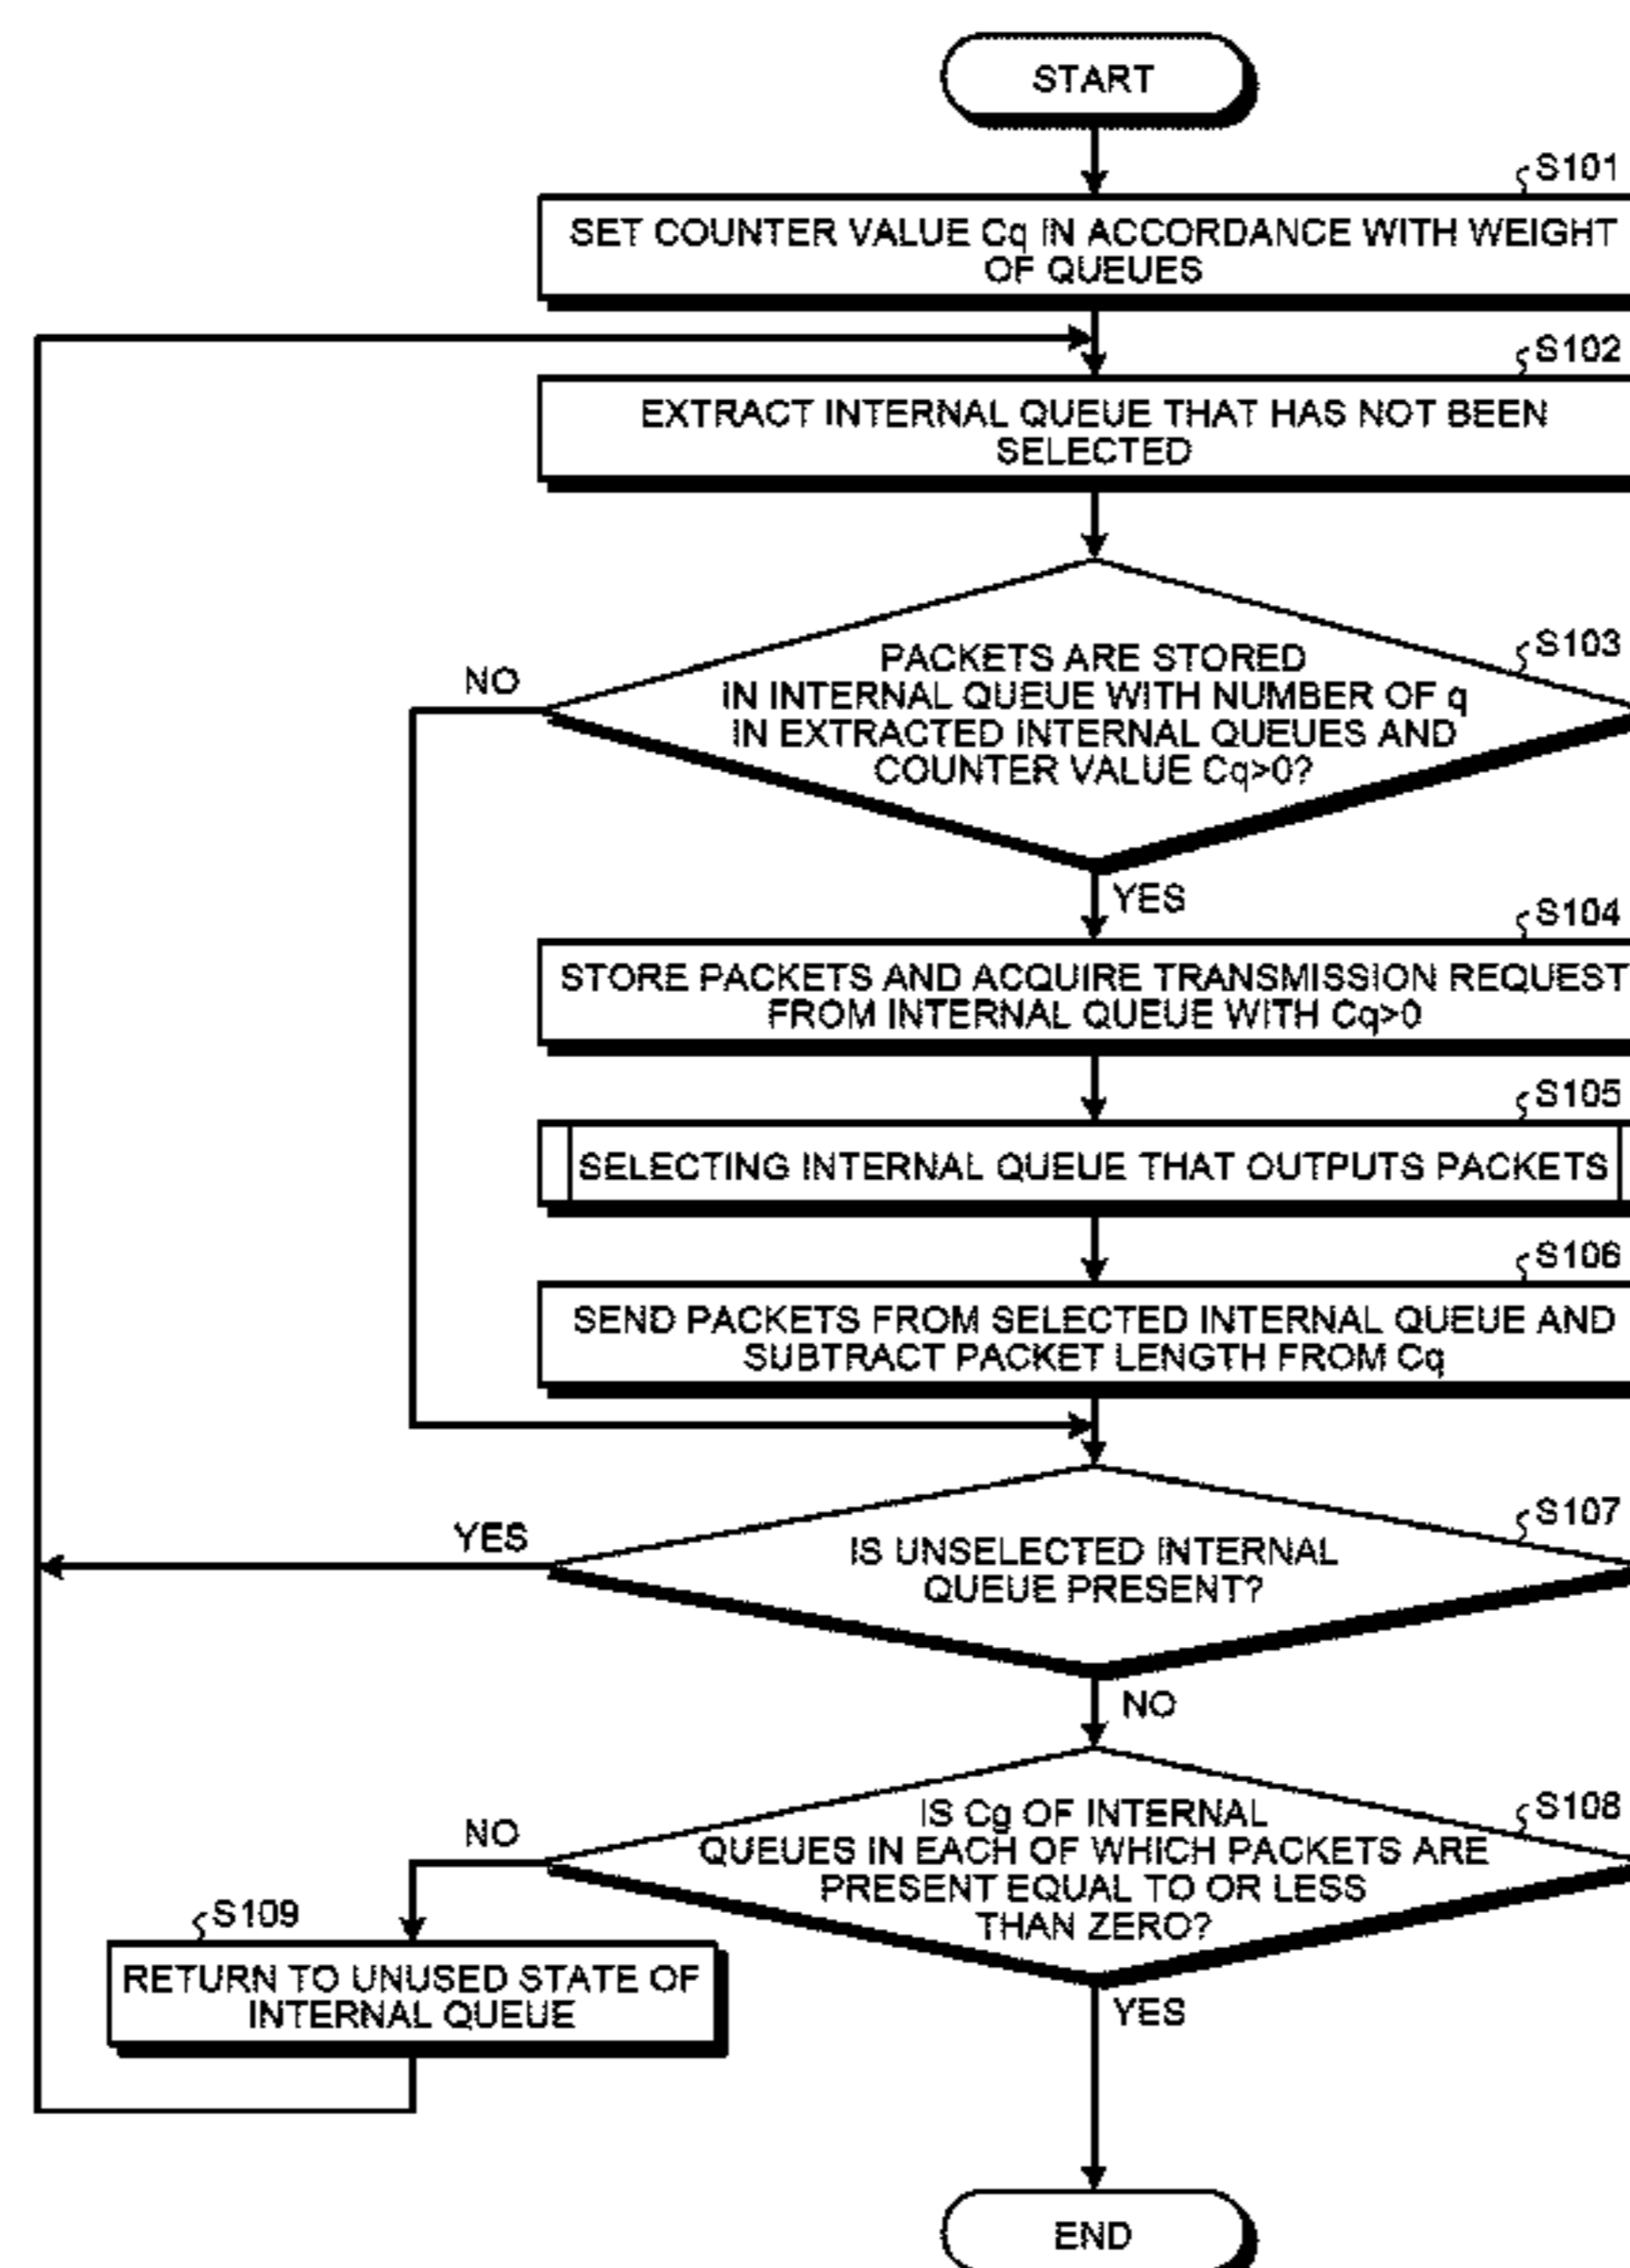 START
S101
SET COUNTER VALUE Cq IN ACCORDANCE WITH WEIGHT
OF QUEUES
S102
EXTRACT INTERNAL QUEUE THAT HAS NOT BEEN
SELECTED
S103
PACKETS ARE STORED
IN INTERNAL QUEUE WITH NUMBER OF q
IN EXTRACTED INTERNAL QUEUES AND
COUNTER VALUE Cq>0?
NO
YES
S104
STORE PACKETS AND ACQUIRE TRANSMISSION REQUEST
FROM INTERNAL QUEUE WITH Cq>0
S105
SELECTING INTERNAL QUEUE THAT OUTPUTS PACKETS
S106
SEND PACKETS FROM SELECTED INTERNAL QUEUE AND
SUBTRACT PACKET LENGTH FROM Cq
S107
YES
IS UNSELECTED INTERNAL
QUEUE PRESENT?
NO
S108
IS Cg OF INTERNAL
QUEUES IN EACH OF WHICH PACKETS ARE
PRESENT EQUAL TO OR LESS
THAN ZERO?
NO
S109
RETURN TO UNUSED STATE OF
INTERNAL QUEUE
YES
END